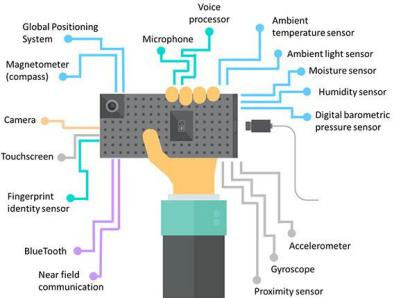 Global Positioning
System
Magnetometer
(compass)
Camera
Touchscreen
Fingerprint
identity sensor
BlueTooth
Near field
communication
Microphone
Voice
processor
Ambient
temperature sensor
Ambient light sensor
Moisture sensor
Humidity sensor
Digital barometric
pressure sensor
Accelerometer
Gyroscope
Proximity sensor